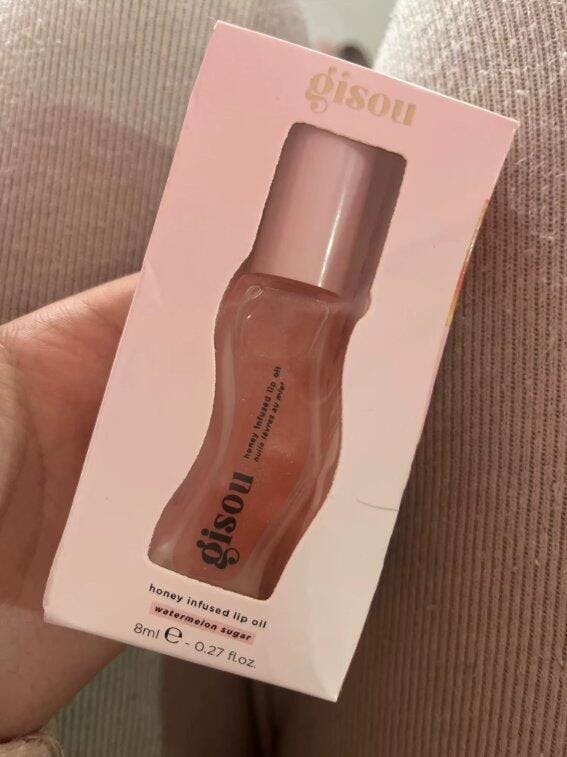 gisou
gisou
honey infused lip oil
huile lèvres au miel
honey infused lip oil
watermelon sugar
8ml ℮ - 0.27 fl.oz.